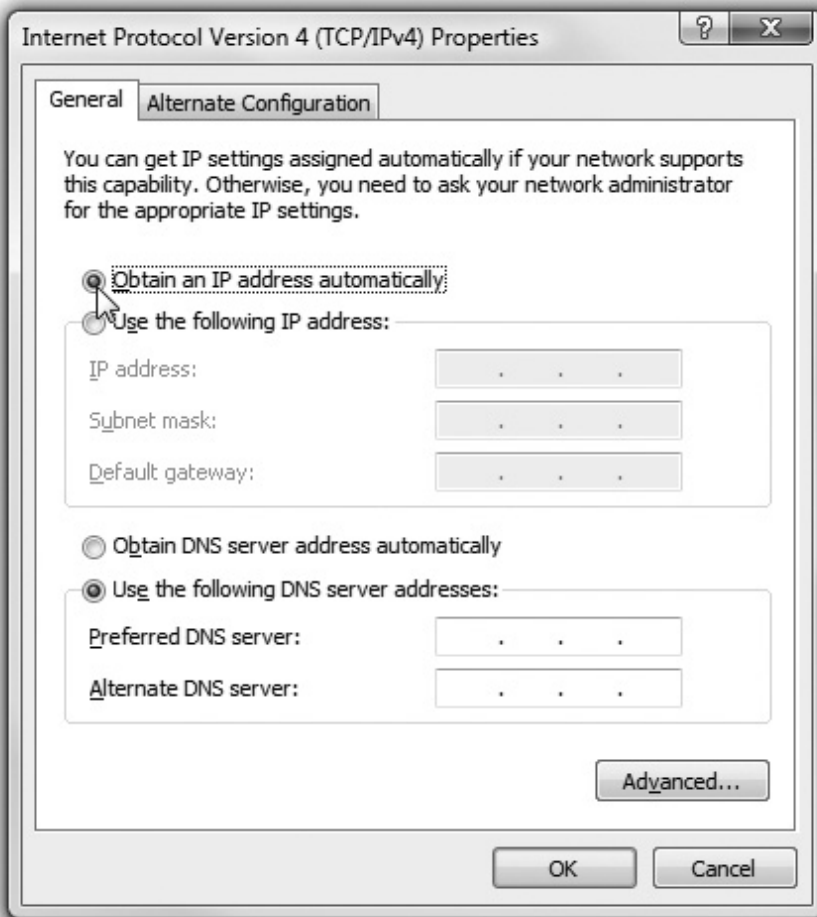 Internet Protocol Version 4 (TCP/IPv4) Properties
General
Alternate Configuration
You can get IP settings assigned automatically if your network supports
this capability. Otherwise, you need to ask your network administrator
for the appropriate IP settings.
Obtain an IP address automatically
Use the following IP address:
IP address:
Subnet mask:
Default gateway:
Obtain DNS server address automatically
Use the following DNS server addresses:
Preferred DNS server:
Alternate DNS server:
Advanced...
OK
Cancel